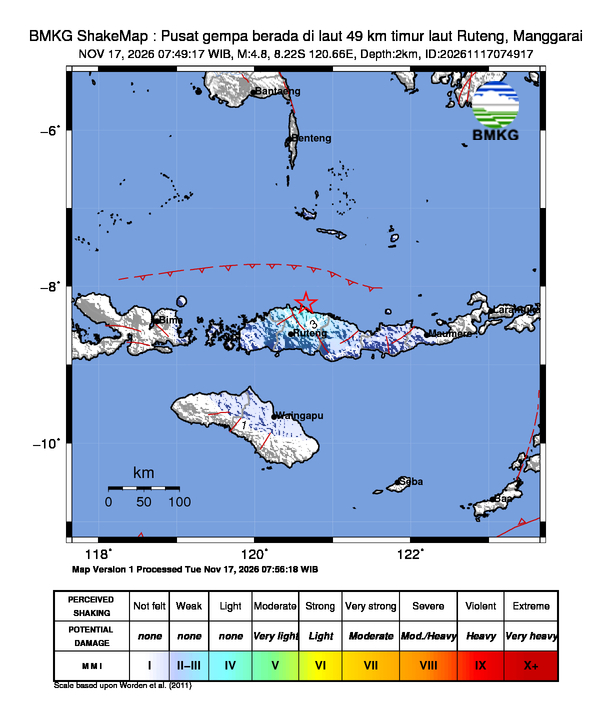 BMKG ShakeMap : Pusat gempa berada di laut 49 km timur laut Ruteng, Manggarai
NOV 17, 2026 07:49:17 WIB, M:4.8, 8.22S 120.66E, Depth:2km, ID:20261117074917
Bantaeng
BMKG
−6°
Benteng
−8°
Bima
3
Ruteng
Maumere
Larantuka
Waingapu
1
−10°
Saba
Baa
km
0 50 100
118° 120° 122°
Map Version 1 Processed Tue Nov 17, 2026 07:56:18 WIB
PERCEIVED SHAKING Not felt Weak Light Moderate Strong Very strong Severe Violent Extreme
POTENTIAL DAMAGE none none none Very light Light Moderate Mod./Heavy Heavy Very heavy
MMI I II–III IV V VI VII VIII IX X+
Scale based upon Worden et al. (2011)